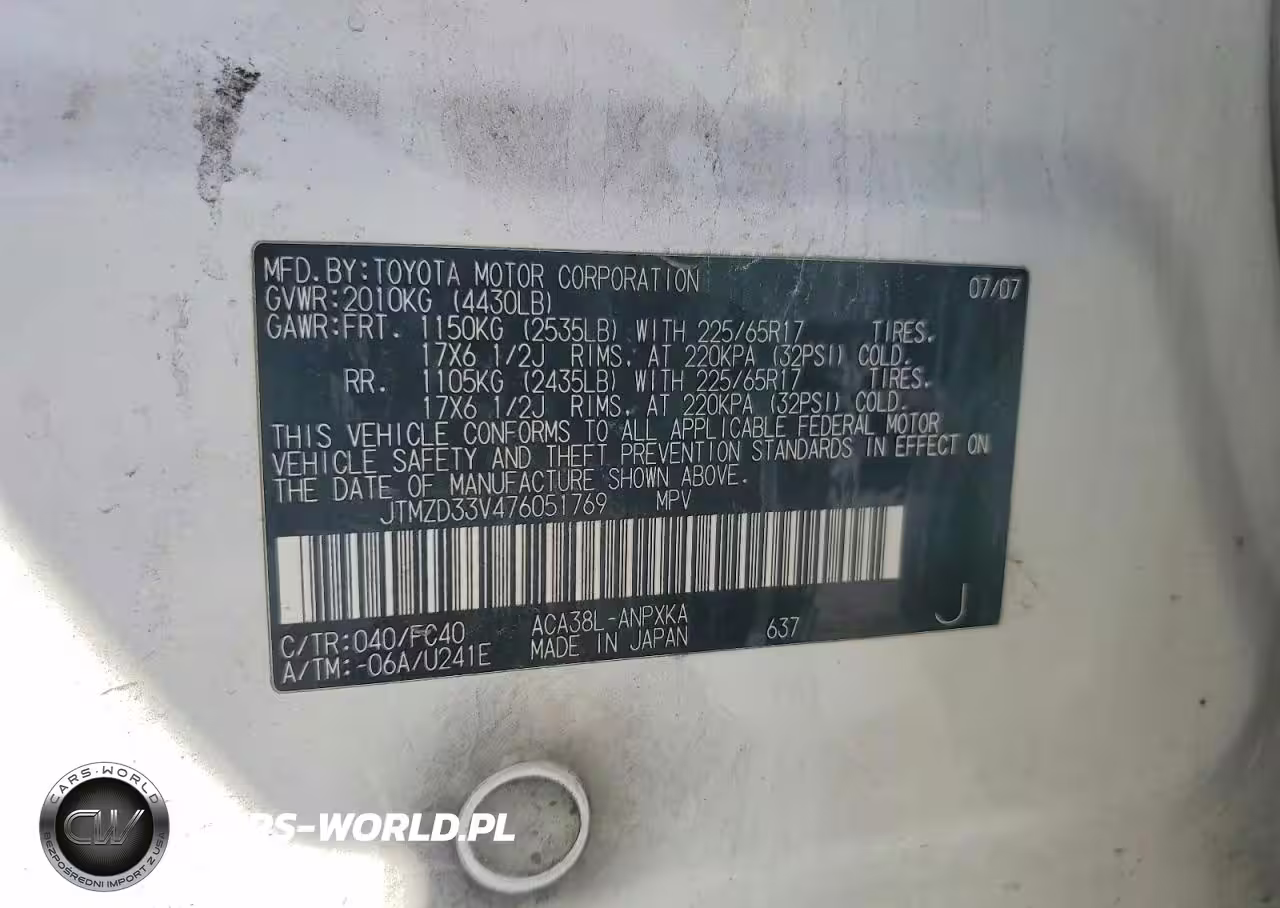 MFD.BY:TOYOTA MOTOR CORPORATION 07/07
GVWR:2010KG (4430LB)
GAWR:FRT. 1150KG (2535LB) WITH 225/65R17 TIRES.
17X6 1/2J RIMS. AT 220KPA (32PSI) COLD.
RR. 1105KG (2435LB) WITH 225/65R17 TIRES.
17X6 1/2J RIMS. AT 220KPA (32PSI) COLD.
THIS VEHICLE CONFORMS TO ALL APPLICABLE FEDERAL MOTOR
VEHICLE SAFETY AND THEFT PREVENTION STANDARDS IN EFFECT ON
THE DATE OF MANUFACTURE SHOWN ABOVE.
JTMZD33V476051769 MPV
C/TR:040/FC40 ACA38L-ANPXKA 637 J
A/TM:-06A/U241E MADE IN JAPAN
CARS-WORLD
CW
BEZPOŚREDNI IMPORT Z USA
CARS-WORLD.PL